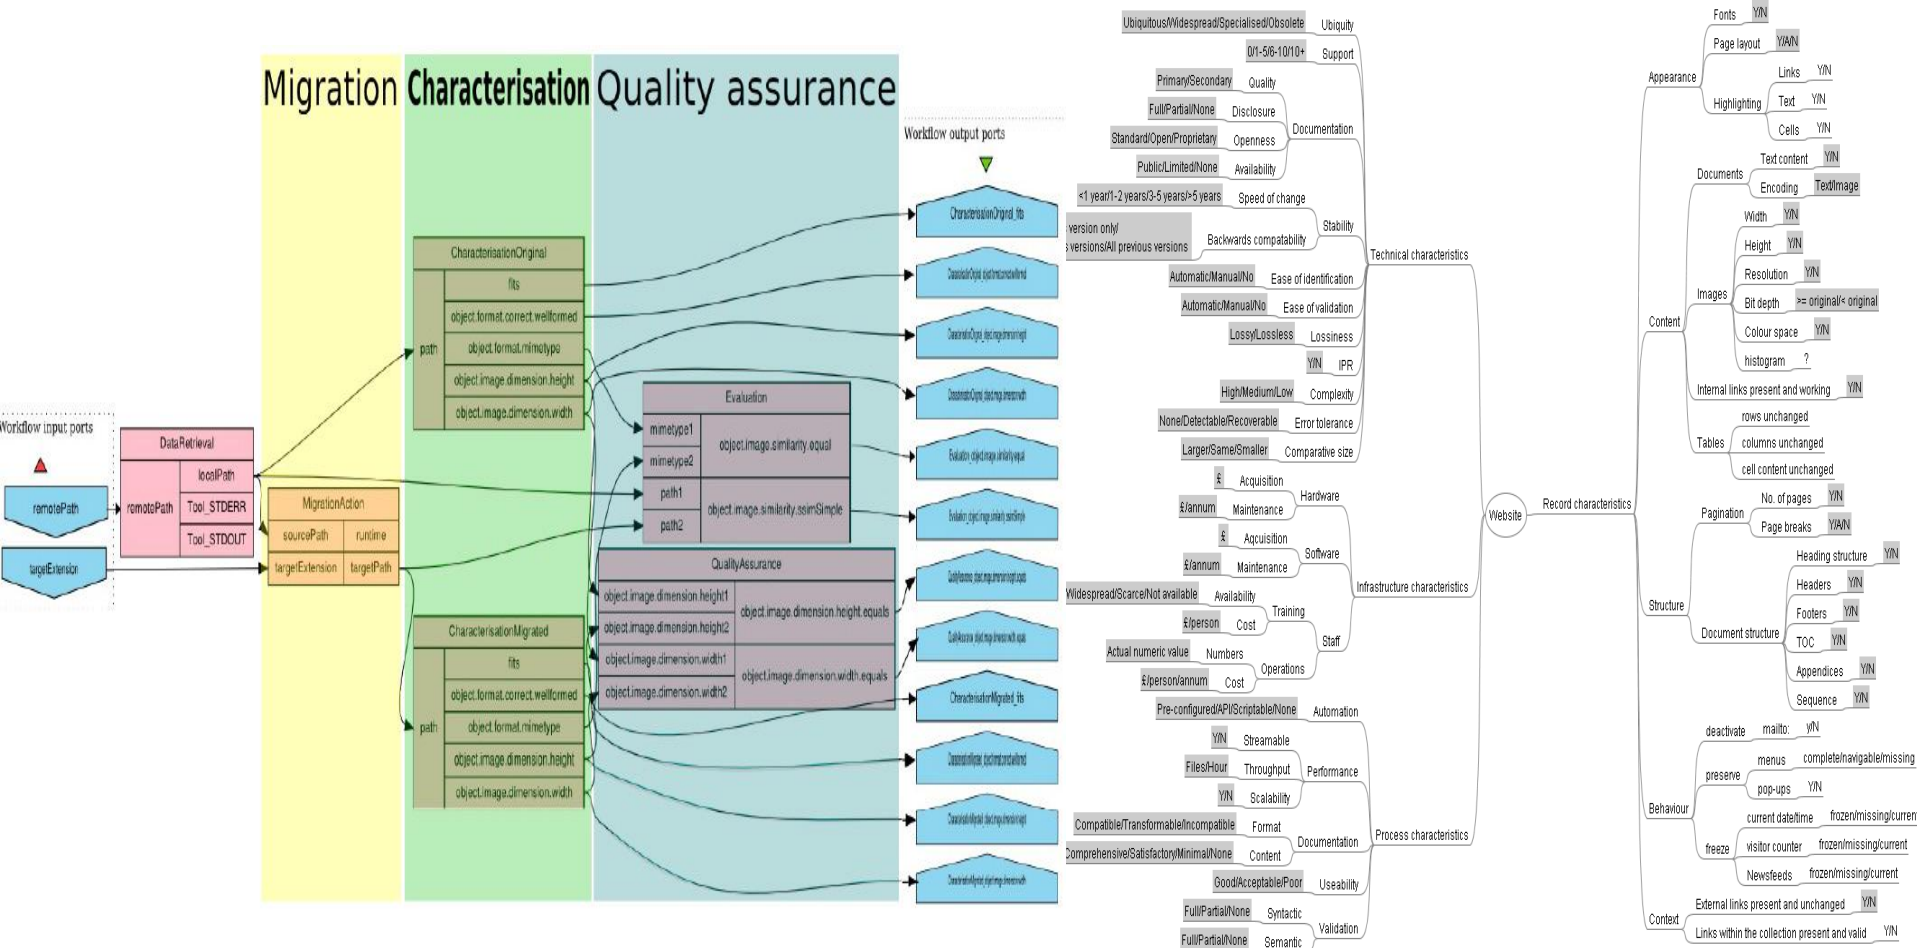 Migration
Characterisation
Quality assurance
Workflow input ports
remotePath
targetExtension
DataRetrieval
remotePath
localPath
Tool_STDERR
Tool_STDOUT
MigrationAction
sourcePath
runtime
targetExtension
targetPath
CharacterisationOriginal
path
fits
object.format.correct.wellformed
object.format.mimetype
object.image.dimension.height
object.image.dimension.width
CharacterisationMigrated
path
fits
object.format.correct.wellformed
object.format.mimetype
object.image.dimension.height
object.image.dimension.width
Evaluation
mimetype1
mimetype2
path1
path2
object.image.similarity.equal
object.image.similarity.ssimSimple
QualityAssurance
object.image.dimension.height1
object.image.dimension.height2
object.image.dimension.width1
object.image.dimension.width2
object.image.dimension.height.equals
object.image.dimension.width.equals
Workflow output ports
CharacterisationOriginal_fits
Evaluation_object.image.similarity.equal
Evaluation_object.image.similarity.ssimSimple
CharacterisationMigrated_fits
Website
Technical characteristics
Ubiquitous/Widespread/Specialised/Obsolete Ubiquity
0/1-5/6-10/10+ Support
Documentation
Primary/Secondary Quality
Full/Partial/None Disclosure
Standard/Open/Proprietary Openness
Public/Limited/None Availability
Stability
<1 year/1-2 years/3-5 years/>5 years Speed of change
version only/
versions/All previous versions Backwards compatability
Automatic/Manual/No Ease of identification
Automatic/Manual/No Ease of validation
Lossy/Lossless Lossiness
Y/N IPR
High/Medium/Low Complexity
None/Detectable/Recoverable Error tolerance
Larger/Same/Smaller Comparative size
Infrastructure characteristics
Hardware
£ Acquisition
£/annum Maintenance
Software
£ Aqcuisition
£/annum Maintenance
Staff
Training
Widespread/Scarce/Not available Availability
£/person Cost
Operations
Actual numeric value Numbers
£/person/annum Cost
Process characteristics
Pre-configured/API/Scriptable/None Automation
Performance
Y/N Streamable
Files/Hour Throughput
Y/N Scalability
Documentation
Compatible/Transformable/Incompatible Format
Comprehensive/Satisfactory/Minimal/None Content
Good/Acceptable/Poor Useability
Validation
Full/Partial/None Syntactic
Full/Partial/None Semantic
Record characteristics
Appearance
Fonts Y/N
Page layout Y/A/N
Highlighting
Links Y/N
Text Y/N
Cells Y/N
Content
Documents
Text content Y/N
Encoding Text/Image
Images
Width Y/N
Height Y/N
Resolution Y/N
Bit depth >= original/< original
Colour space Y/N
histogram ?
Internal links present and working Y/N
Tables
rows unchanged
columns unchanged
cell content unchanged
Structure
Pagination
No. of pages Y/N
Page breaks Y/A/N
Document structure
Heading structure Y/N
Headers Y/N
Footers Y/N
TOC Y/N
Appendices Y/N
Sequence Y/N
Behaviour
deactivate mailto: y/N
preserve
menus complete/navigable/missing
pop-ups Y/N
freeze
current date/time frozen/missing/curren
visitor counter frozen/missing/current
Newsfeeds frozen/missing/current
Context
External links present and unchanged Y/N
Links within the collection present and valid Y/N